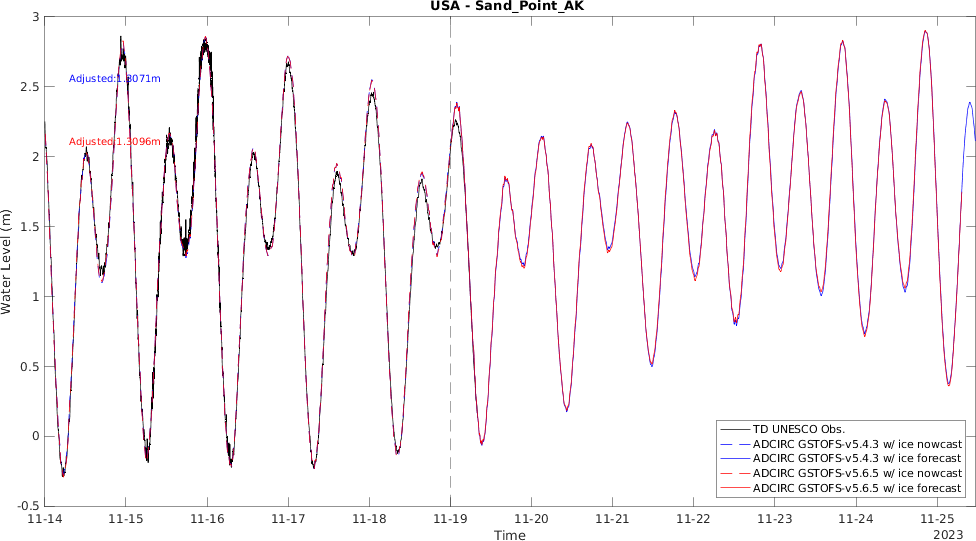 USA - Sand_Point_AK
3
2.5
2
1.5
1
0.5
0
-0.5
Water Level (m)
Adjusted:1.3071m
Adjusted:1.3096m
TD UNESCO Obs.
ADCIRC GSTOFS-v5.4.3 w/ ice nowcast
ADCIRC GSTOFS-v5.4.3 w/ ice forecast
ADCIRC GSTOFS-v5.6.5 w/ ice nowcast
ADCIRC GSTOFS-v5.6.5 w/ ice forecast
11-14 11-15 11-16 11-17 11-18 11-19 11-20 11-21 11-22 11-23 11-24 11-25
Time
2023